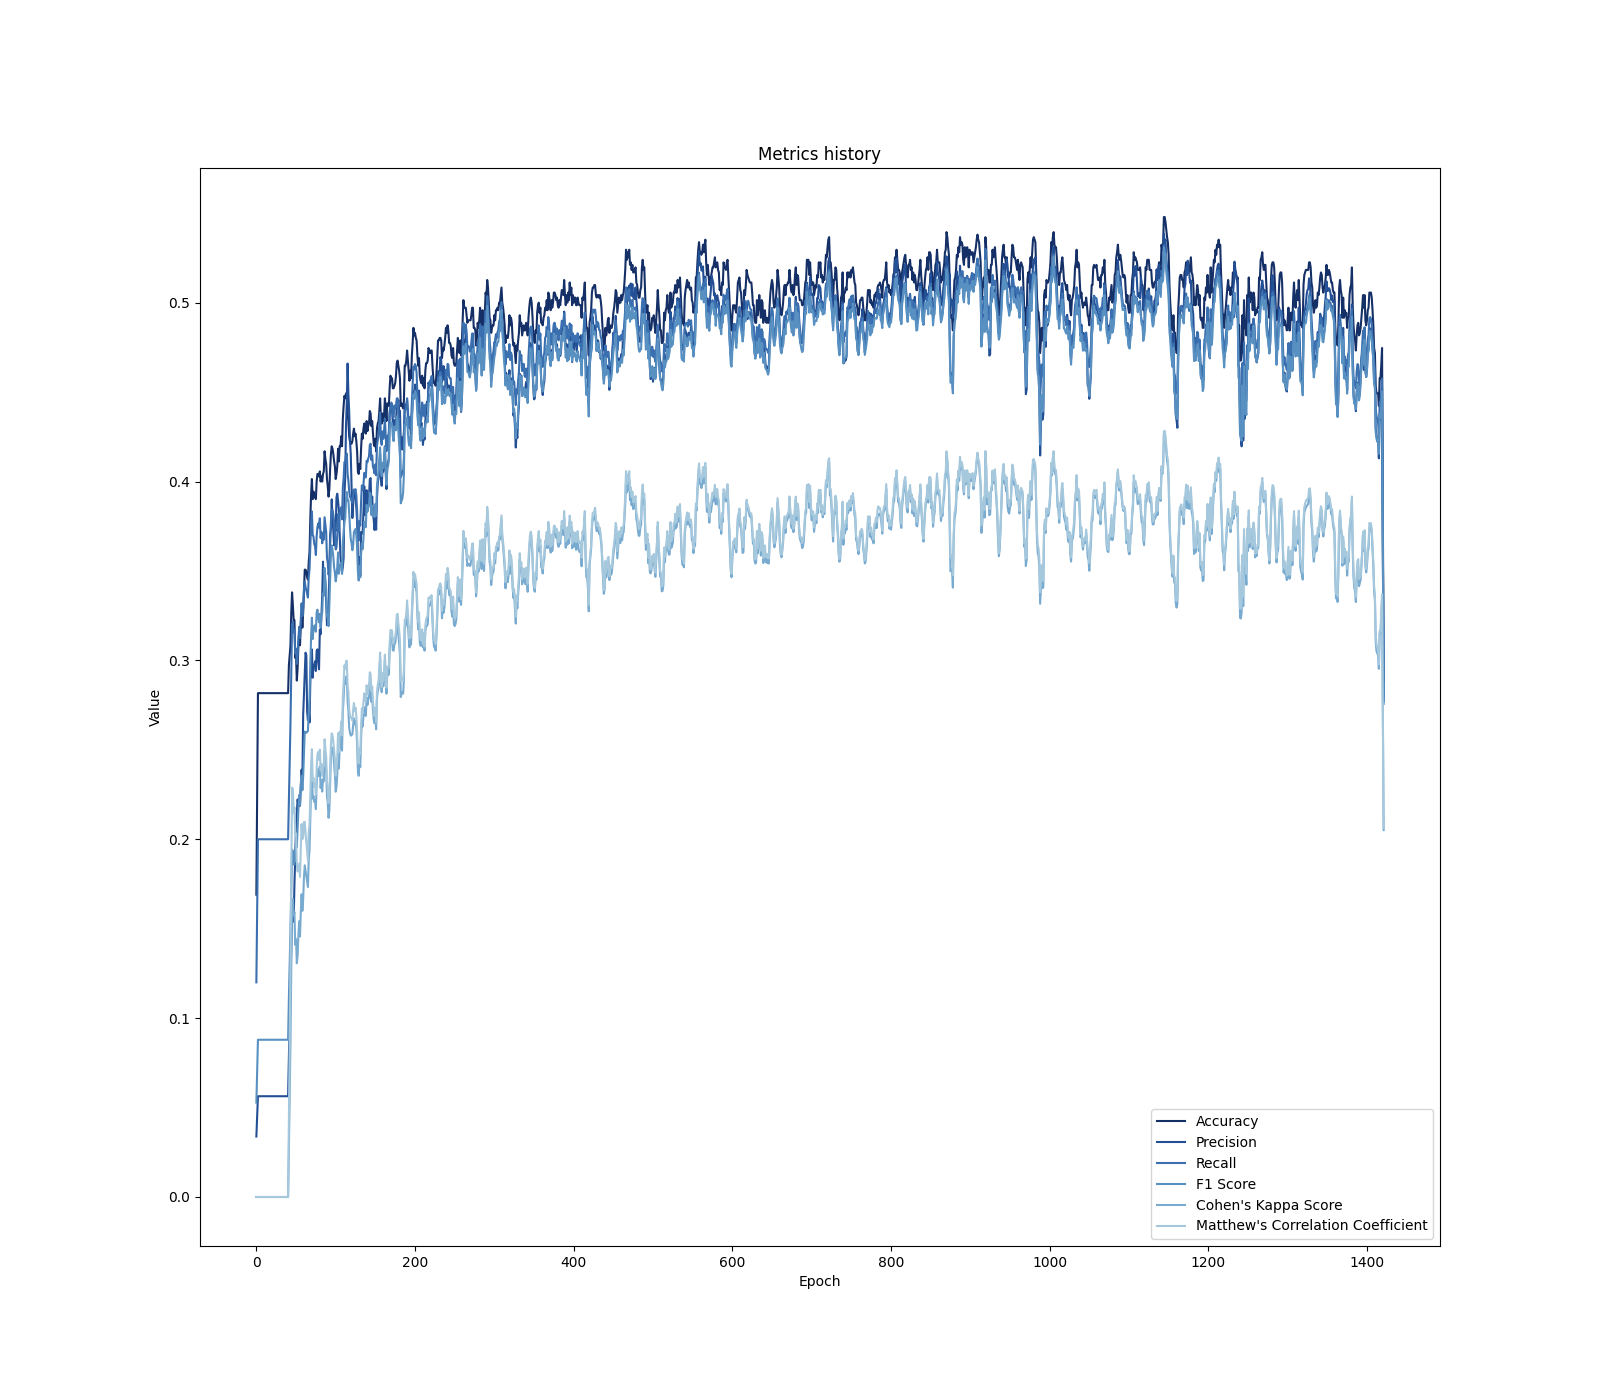 Metrics history
Value
0.5
0.4
0.3
0.2
0.1
0.0
Accuracy
Precision
Recall
F1 Score
Cohen's Kappa Score
Matthew's Correlation Coefficient
0 200 400 600 800 1000 1200 1400
Epoch